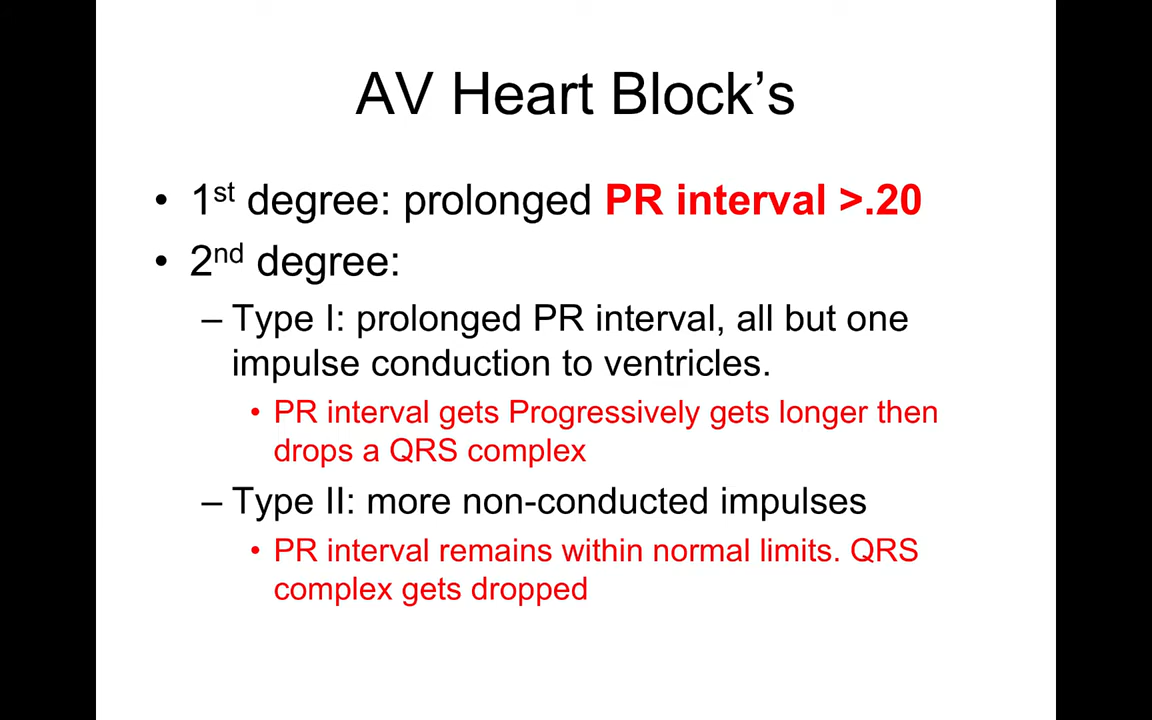 AV Heart Block’s
• 1st degree: prolonged PR interval >.20
• 2nd degree:
– Type I: prolonged PR interval, all but one
impulse conduction to ventricles.
• PR interval gets Progressively gets longer then
drops a QRS complex
– Type II: more non-conducted impulses
• PR interval remains within normal limits. QRS
complex gets dropped